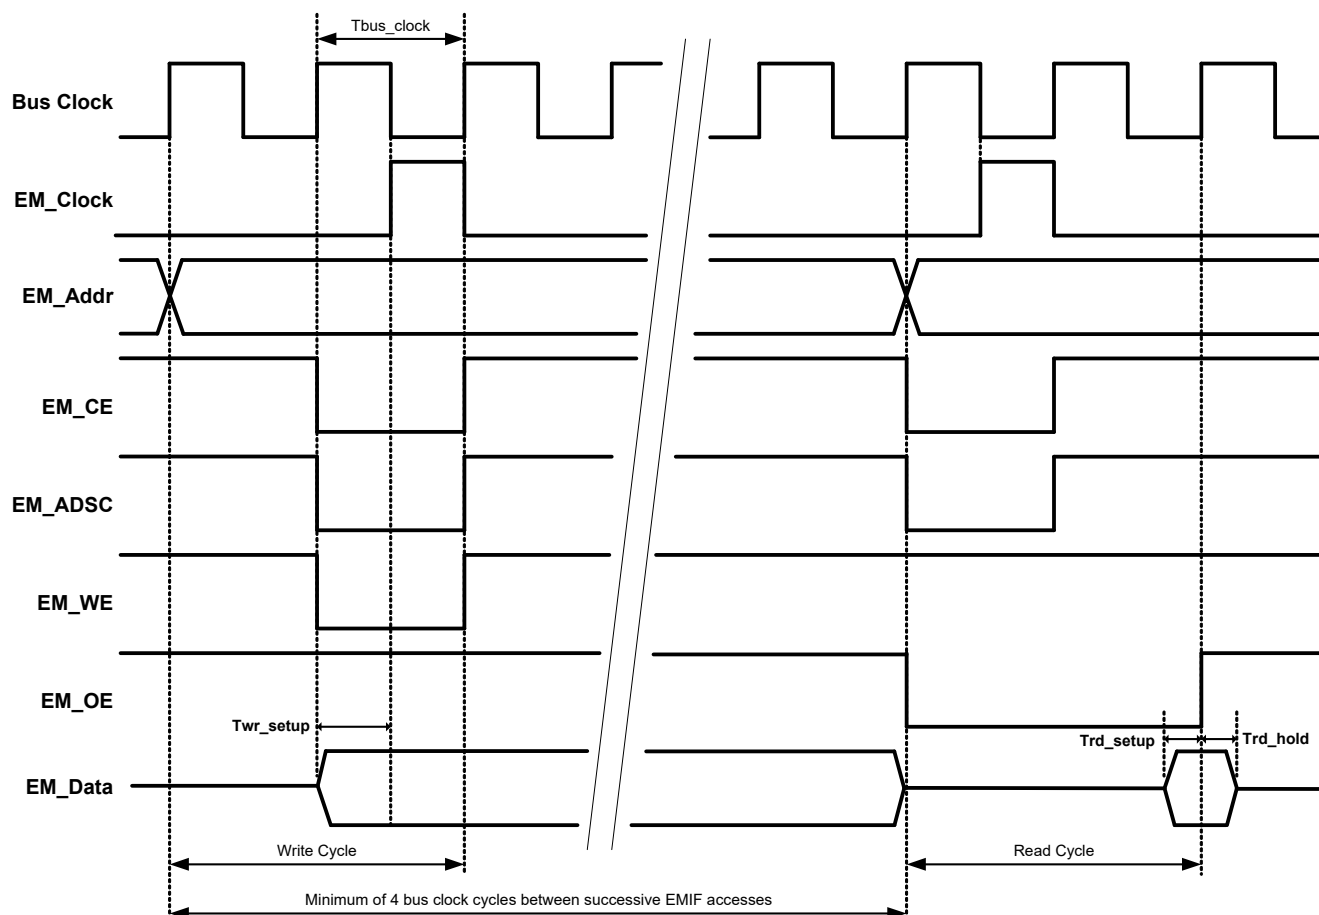 Tbus_clock
Bus Clock
EM_Clock
EM_Addr
EM_CE
EM_ADSC
EM_WE
EM_OE
Twr_setup
Trd_setup
Trd_hold
EM_Data
Write Cycle
Read Cycle
Minimum of 4 bus clock cycles between successive EMIF accesses